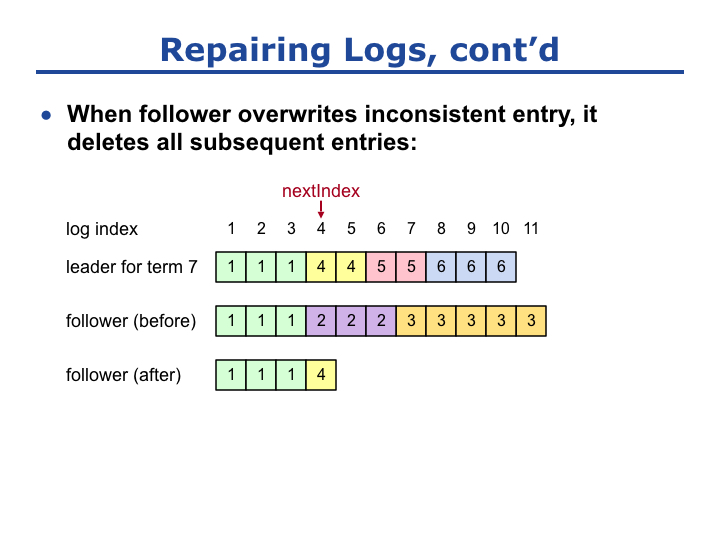 Repairing Logs, cont’d
• When follower overwrites inconsistent entry, it
deletes all subsequent entries:
nextIndex
log index 1 2 3 4 5 6 7 8 9 10 11
leader for term 7 1 1 1 4 4 5 5 6 6 6
follower (before) 1 1 1 2 2 2 3 3 3 3 3
follower (after) 1 1 1 4